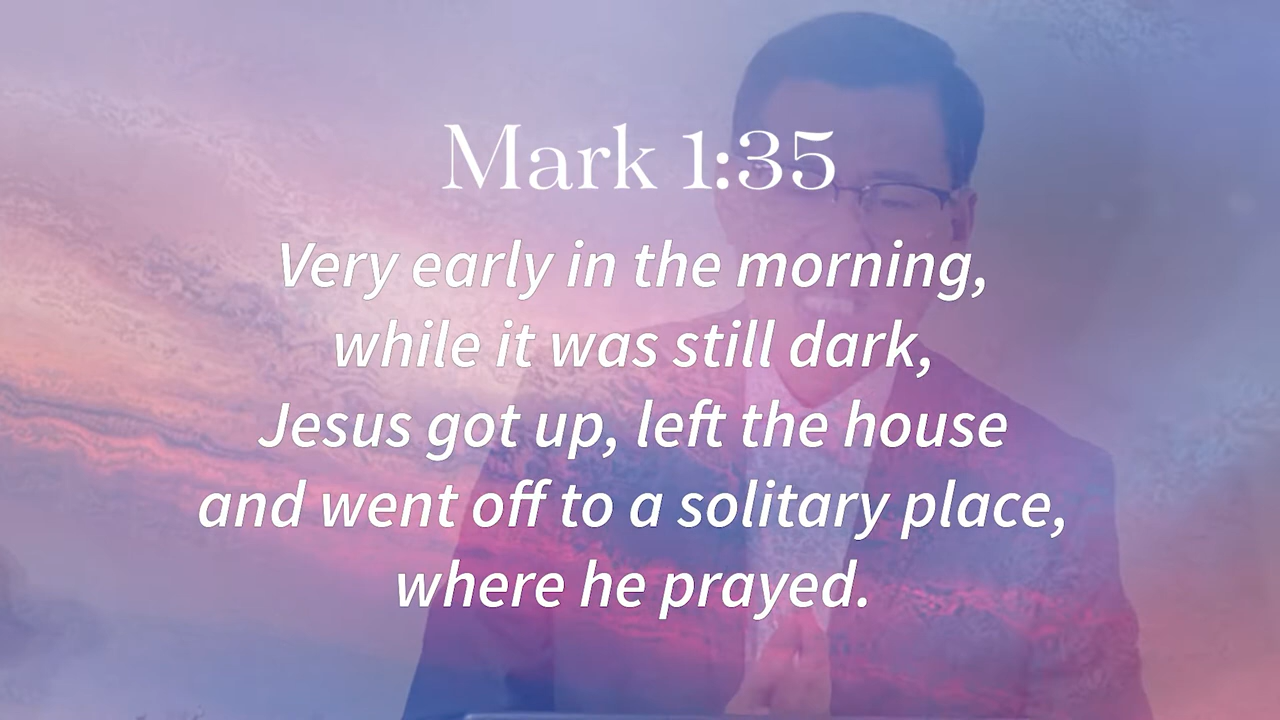 Mark 1:35
Very early in the morning,
while it was still dark,
Jesus got up, left the house
and went off to a solitary place,
where he prayed.